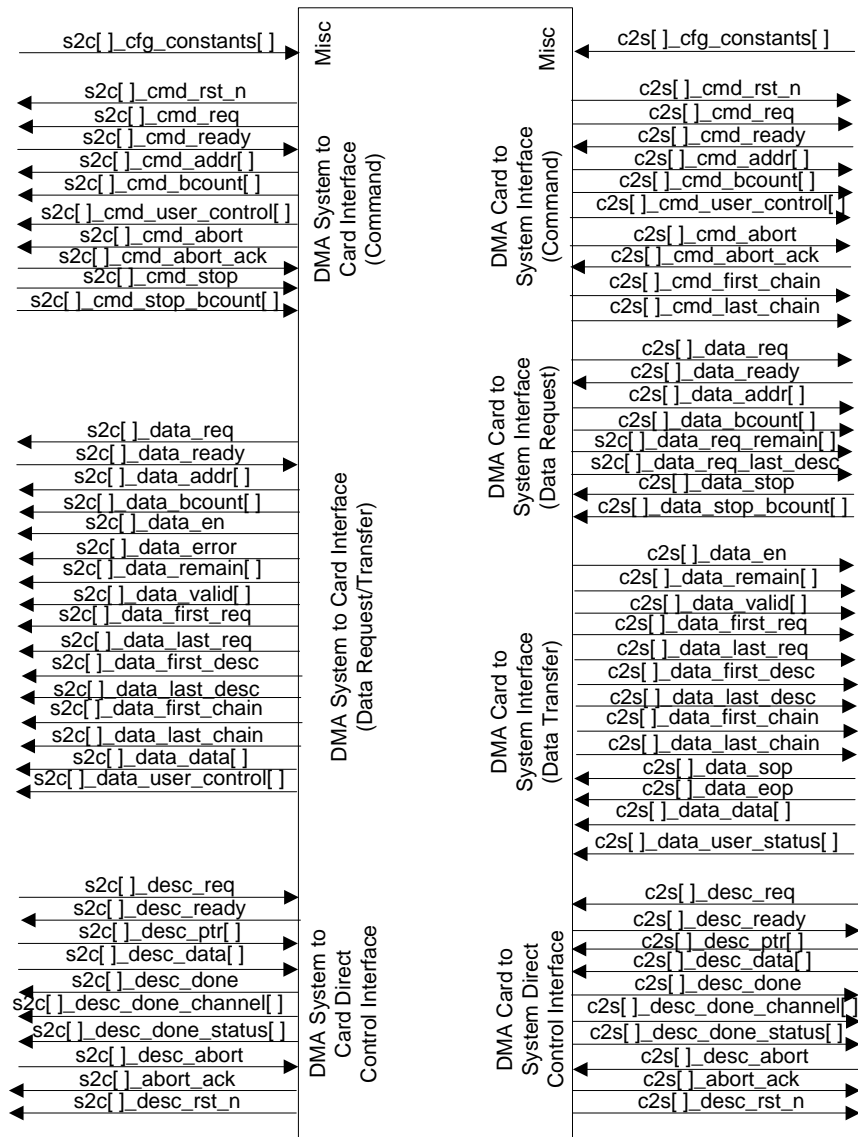 s2c[ ]_cfg_constants[ ]
s2c[ ]_cmd_rst_n
s2c[ ]_cmd_req
s2c[ ]_cmd_ready
s2c[ ]_cmd_addr[ ]
s2c[ ]_cmd_bcount[ ]
s2c[ ]_cmd_user_control[ ]
s2c[ ]_cmd_abort
s2c[ ]_cmd_abort_ack
s2c[ ]_cmd_stop
s2c[ ]_cmd_stop_bcount[ ]
s2c[ ]_data_req
s2c[ ]_data_ready
s2c[ ]_data_addr[ ]
s2c[ ]_data_bcount[ ]
s2c[ ]_data_en
s2c[ ]_data_error
s2c[ ]_data_remain[ ]
s2c[ ]_data_valid[ ]
s2c[ ]_data_first_req
s2c[ ]_data_last_req
s2c[ ]_data_first_desc
s2c[ ]_data_last_desc
s2c[ ]_data_first_chain
s2c[ ]_data_last_chain
s2c[ ]_data_data[ ]
s2c[ ]_data_user_control[ ]
s2c[ ]_desc_req
s2c[ ]_desc_ready
s2c[ ]_desc_ptr[ ]
s2c[ ]_desc_data[ ]
s2c[ ]_desc_done
s2c[ ]_desc_done_channel[ ]
s2c[ ]_desc_done_status[ ]
s2c[ ]_desc_abort
s2c[ ]_abort_ack
s2c[ ]_desc_rst_n
Misc
DMA System to
Card Interface
(Command)
DMA System to Card Interface
(Data Request/Transfer)
DMA System to
Card Direct
Control Interface
Misc
DMA Card to
System Interface
(Command)
DMA Card to
System Interface
(Data Request)
DMA Card to
System Interface
(Data Transfer)
DMA Card to
System Direct
Control Interface
c2s[ ]_cfg_constants[ ]
c2s[ ]_cmd_rst_n
c2s[ ]_cmd_req
c2s[ ]_cmd_ready
c2s[ ]_cmd_addr[ ]
c2s[ ]_cmd_bcount[ ]
c2s[ ]_cmd_user_control[ ]
c2s[ ]_cmd_abort
c2s[ ]_cmd_abort_ack
c2s[ ]_cmd_first_chain
c2s[ ]_cmd_last_chain
c2s[ ]_data_req
c2s[ ]_data_ready
c2s[ ]_data_addr[ ]
c2s[ ]_data_bcount[ ]
s2c[ ]_data_req_remain[ ]
s2c[ ]_data_req_last_desc
c2s[ ]_data_stop
c2s[ ]_data_stop_bcount[ ]
c2s[ ]_data_en
c2s[ ]_data_remain[ ]
c2s[ ]_data_valid[ ]
c2s[ ]_data_first_req
c2s[ ]_data_last_req
c2s[ ]_data_first_desc
c2s[ ]_data_last_desc
c2s[ ]_data_first_chain
c2s[ ]_data_last_chain
c2s[ ]_data_sop
c2s[ ]_data_eop
c2s[ ]_data_data[ ]
c2s[ ]_data_user_status[ ]
c2s[ ]_desc_req
c2s[ ]_desc_ready
c2s[ ]_desc_ptr[ ]
c2s[ ]_desc_data[ ]
c2s[ ]_desc_done
c2s[ ]_desc_done_channel[ ]
c2s[ ]_desc_done_status[ ]
c2s[ ]_desc_abort
c2s[ ]_abort_ack
c2s[ ]_desc_rst_n